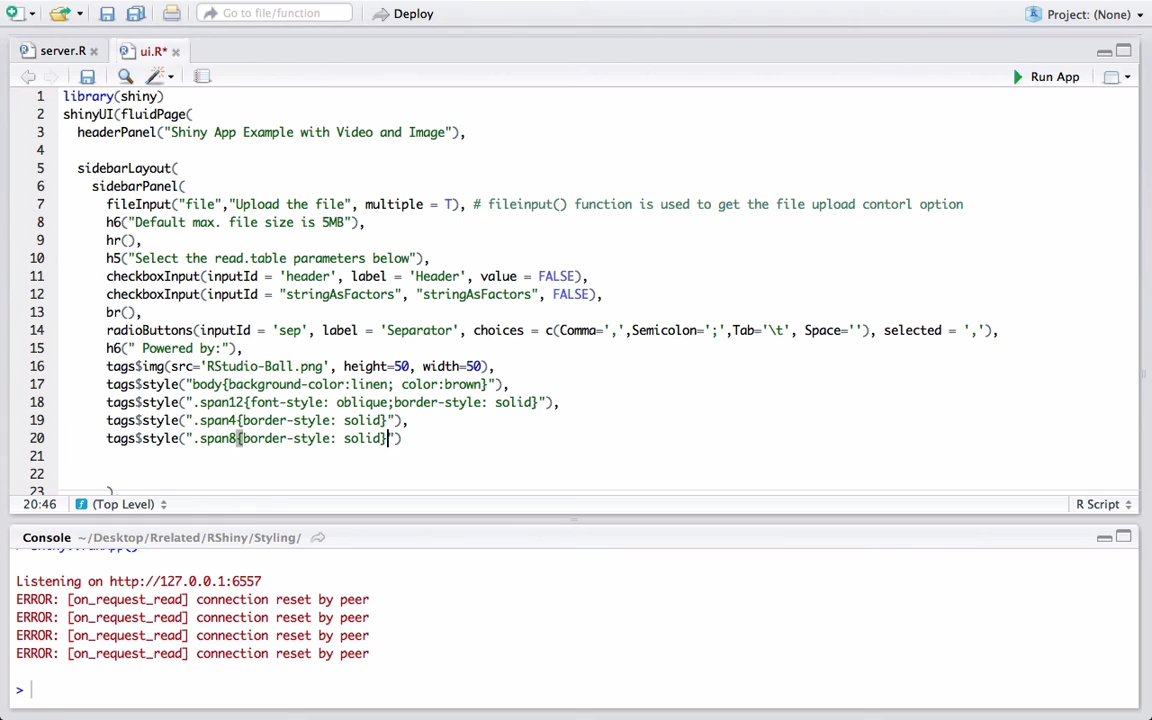 Go to file/function
Deploy
Project: (None)
server.R
ui.R*
Run App
1 library(shiny)
2 shinyUI(fluidPage(
3 headerPanel("Shiny App Example with Video and Image"),
4
5 sidebarLayout(
6 sidebarPanel(
7 fileInput("file","Upload the file", multiple = T), # fileinput() function is used to get the file upload contorl option
8 h6("Default max. file size is 5MB"),
9 hr(),
10 h5("Select the read.table parameters below"),
11 checkboxInput(inputId = 'header', label = 'Header', value = FALSE),
12 checkboxInput(inputId = "stringAsFactors", "stringAsFactors", FALSE),
13 br(),
14 radioButtons(inputId = 'sep', label = 'Separator', choices = c(Comma=',',Semicolon=';',Tab='\t', Space=''), selected = ','),
15 h6(" Powered by:"),
16 tags$img(src='RStudio-Ball.png', height=50, width=50),
17 tags$style("body{background-color:linen; color:brown}"),
18 tags$style(".span12{font-style: oblique;border-style: solid}"),
19 tags$style(".span4{border-style: solid}"),
20 tags$style(".span8{border-style: solid}")
21
22
23 )
20:46 (Top Level) R Script
Console ~/Desktop/Rrelated/RShiny/Styling/
Listening on http://127.0.0.1:6557
ERROR: [on_request_read] connection reset by peer
ERROR: [on_request_read] connection reset by peer
ERROR: [on_request_read] connection reset by peer
ERROR: [on_request_read] connection reset by peer
>